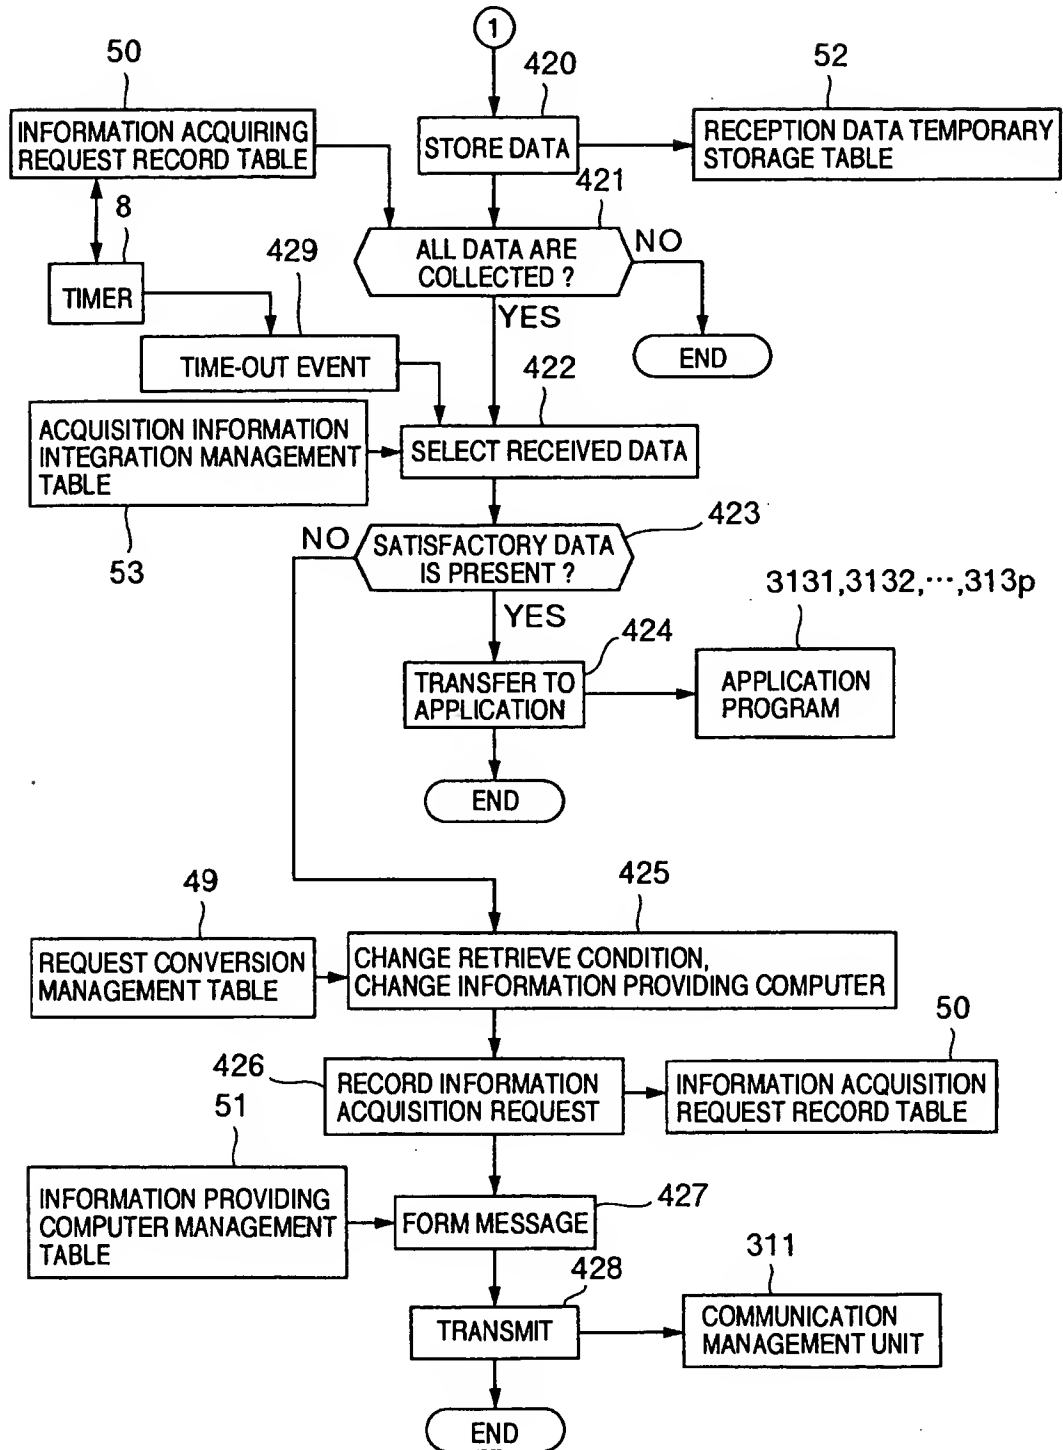 1
50
420
52
INFORMATION ACQUIRING
REQUEST RECORD TABLE
STORE DATA
RECEPTION DATA TEMPORARY
STORAGE TABLE
421
8
ALL DATA ARE
COLLECTED ?
NO
429
TIMER
YES
END
TIME-OUT EVENT
422
ACQUISITION INFORMATION
INTEGRATION MANAGEMENT
TABLE
SELECT RECEIVED DATA
53
423
NO
SATISFACTORY DATA
IS PRESENT ?
3131,3132,⋯,313p
YES
424
TRANSFER TO
APPLICATION
APPLICATION
PROGRAM
END
49
425
REQUEST CONVERSION
MANAGEMENT TABLE
CHANGE RETRIEVE CONDITION,
CHANGE INFORMATION PROVIDING COMPUTER
50
426
RECORD INFORMATION
ACQUISITION REQUEST
INFORMATION ACQUISITION
REQUEST RECORD TABLE
51
INFORMATION PROVIDING
COMPUTER MANAGEMENT
TABLE
427
FORM MESSAGE
428
311
TRANSMIT
COMMUNICATION
MANAGEMENT UNIT
END